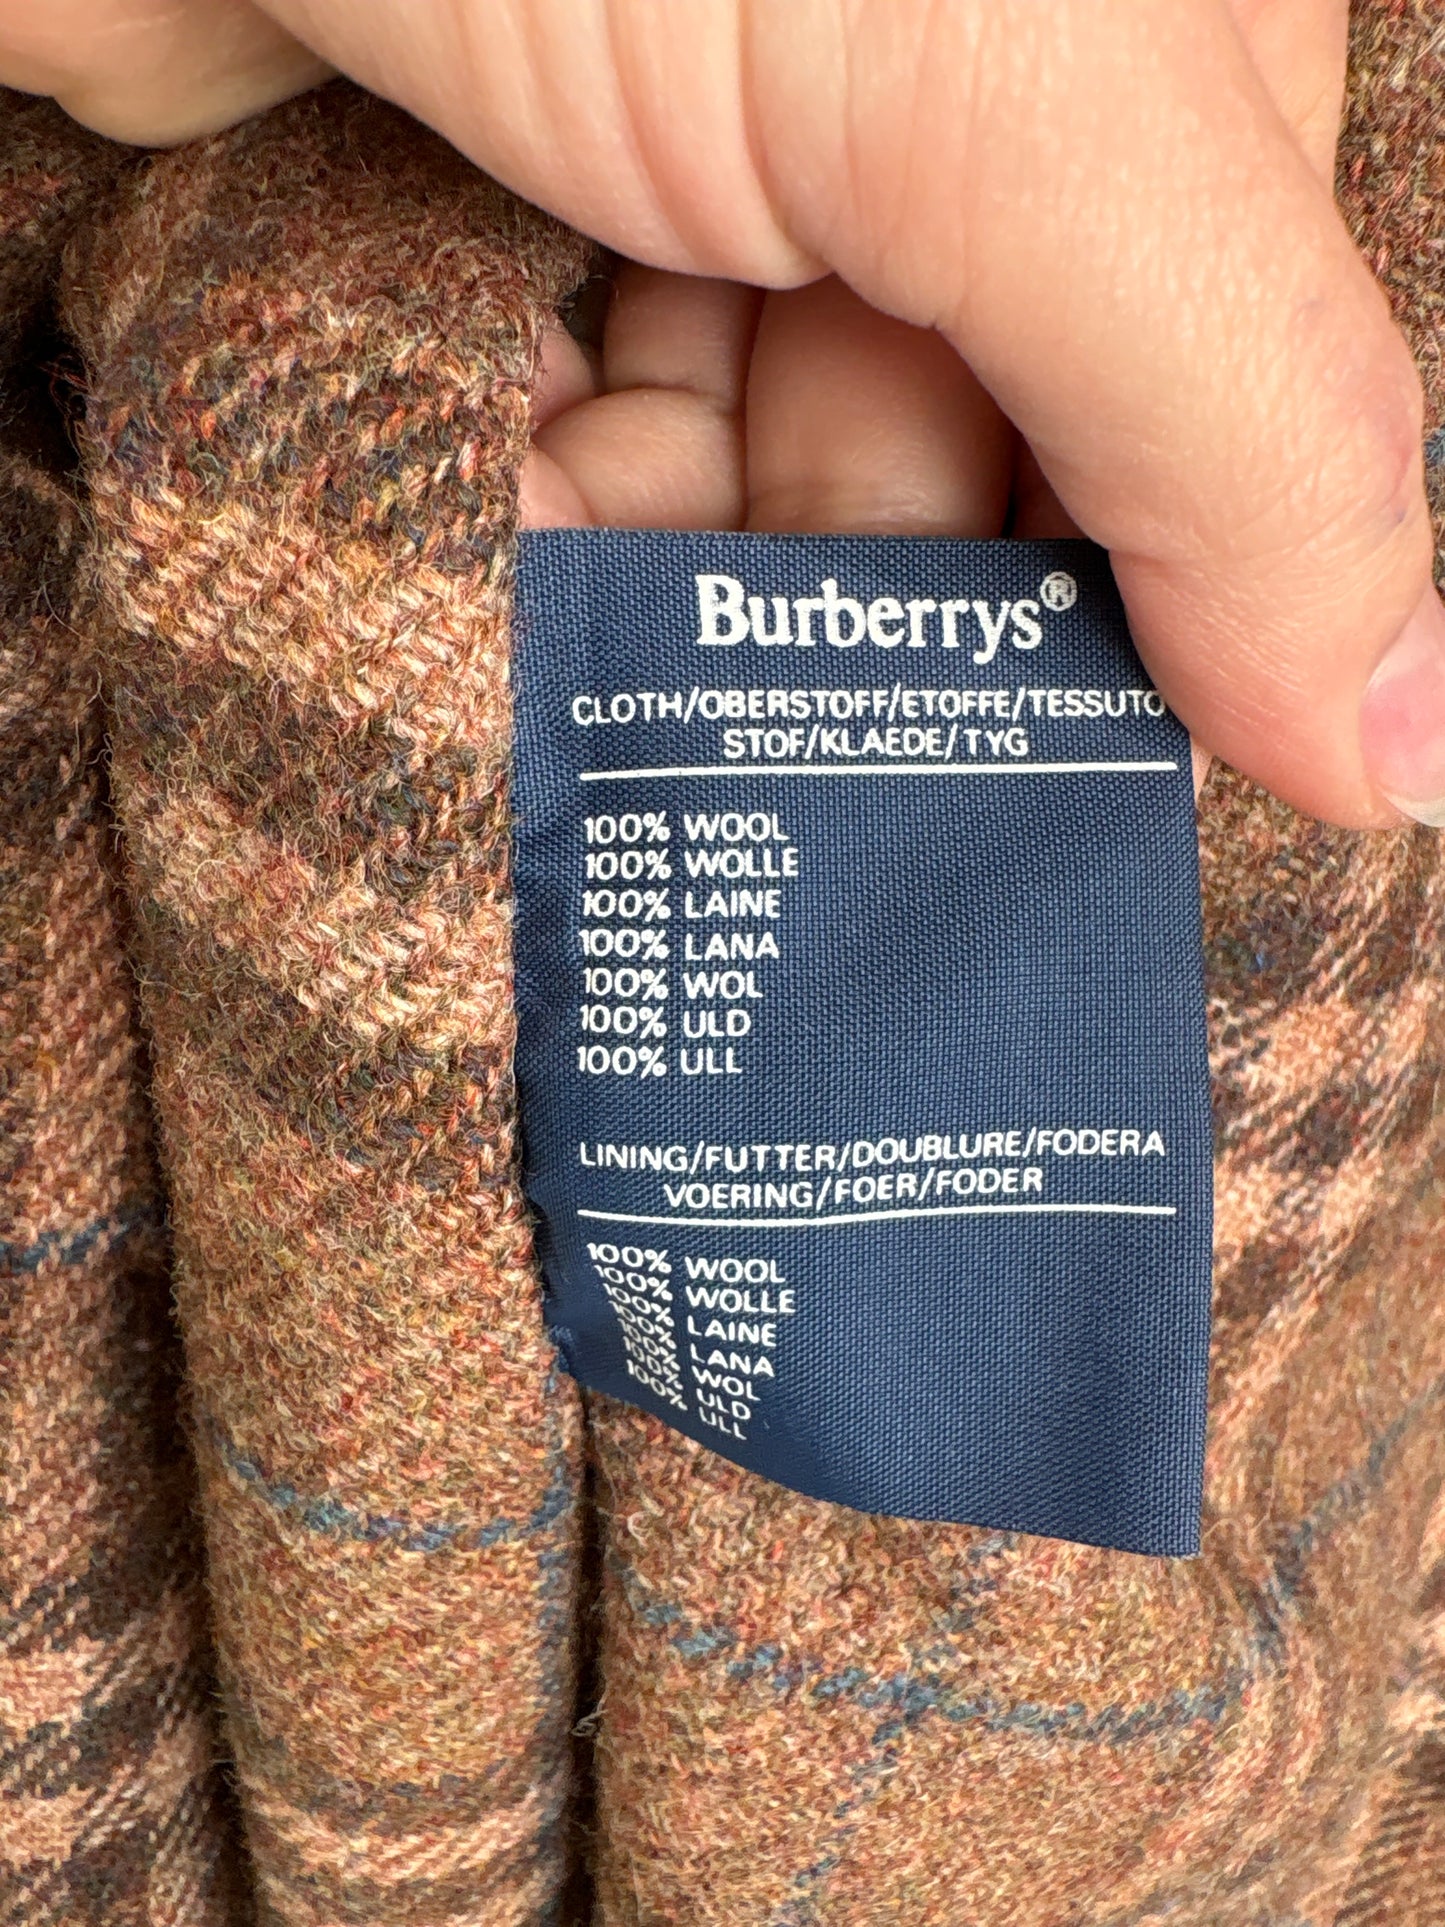 Burberrys®
CLOTH/OBERSTOFF/ETOFFE/TESSUTO
STOF/KLAEDE/TYG
100% WOOL
100% WOLLE
100% LAINE
100% LANA
100% WOL
100% ULD
100% ULL
LINING/FUTTER/DOUBLURE/FODERA
VOERING/FOER/FODER
100% WOOL
100% WOLLE
100% LAINE
100% LANA
100% WOL
100% ULD
100% ULL